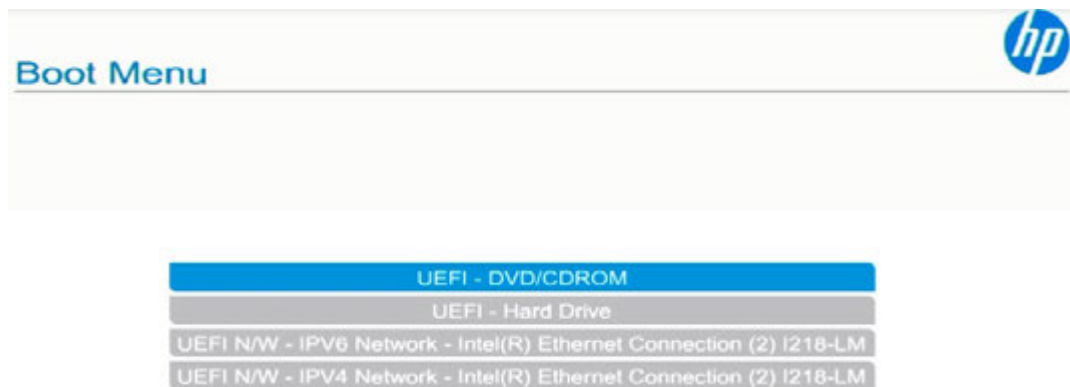 hp
Boot Menu
UEFI - DVD/CDROM
UEFI - Hard Drive
UEFI N/W - IPV6 Network - Intel(R) Ethernet Connection (2) I218-LM
UEFI N/W - IPV4 Network - Intel(R) Ethernet Connection (2) I218-LM